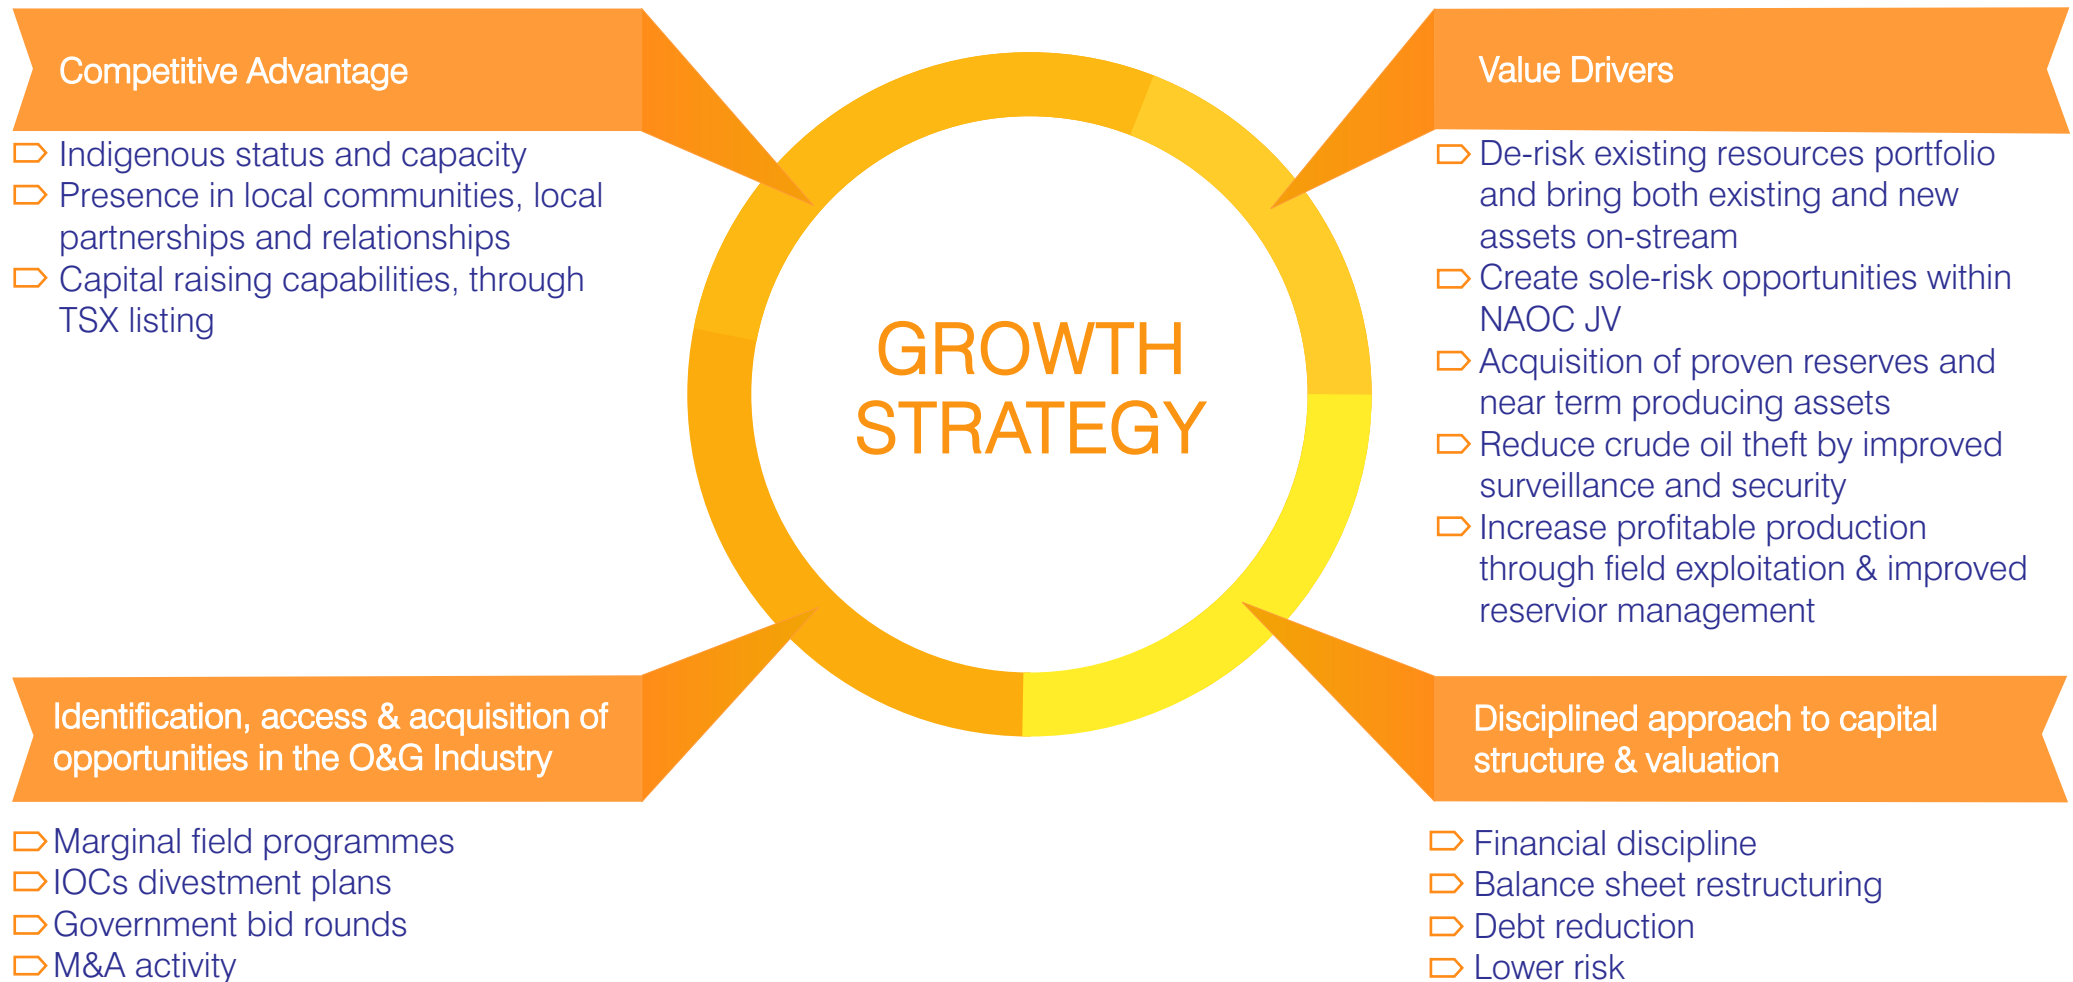 Competitive Advantage
Indigenous status and capacity
Presence in local communities, local
partnerships and relationships
Capital raising capabilities, through
TSX listing
GROWTH
STRATEGY
Value Drivers
De-risk existing resources portfolio
and bring both existing and new
assets on-stream
Create sole-risk opportunities within
NAOC JV
Acquisition of proven reserves and
near term producing assets
Reduce crude oil theft by improved
surveillance and security
Increase profitable production
through field exploitation & improved
reservior management
Identification, access & acquisition of
opportunities in the O&G Industry
Marginal field programmes
IOCs divestment plans
Government bid rounds
M&A activity
Disciplined approach to capital
structure & valuation
Financial discipline
Balance sheet restructuring
Debt reduction
Lower risk